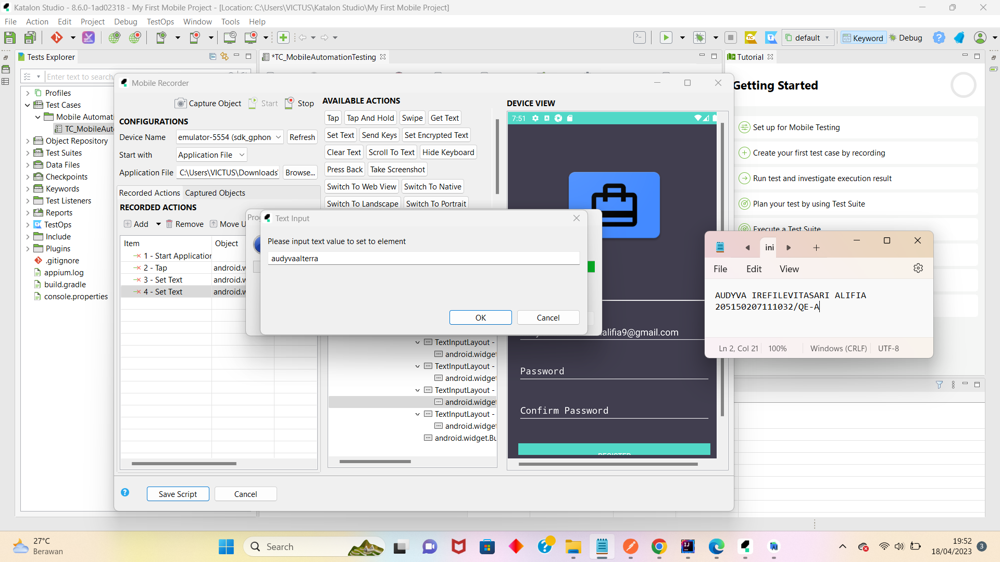 Katalon Studio - 8.6.0-1ad02318 - My First Mobile Project - [Location: C:\Users\VICTUS\Katalon Studio\My First Mobile Project]
File Action Edit Project Debug TestOps Window Tools Help
default Keyword Debug
Tests Explorer
*TC_MobileAutomationTesting
Tutorial
Enter text to search
Profiles
Test Cases
Mobile Automati
TC_MobileAut
Object Repository
Test Suites
Data Files
Checkpoints
Keywords
Test Listeners
Reports
TestOps
Include
Plugins
.gitignore
appium.log
build.gradle
console.properties
Mobile Recorder
Capture Object Start Stop
CONFIGURATIONS
Device Name emulator-5554 (sdk_gphon Refresh
Start with Application File
Application File C:\Users\VICTUS\Downloads\ Browse...
Recorded Actions Captured Objects
RECORDED ACTIONS
Add Remove Move U
Item Object
1 - Start Application
2 - Tap android.w
3 - Set Text android.w
4 - Set Text android.w
AVAILABLE ACTIONS
Tap Tap And Hold Swipe Get Text
Set Text Send Keys Set Encrypted Text
Clear Text Scroll To Text Hide Keyboard
Press Back Take Screenshot
Switch To Web View Switch To Native
Switch To Landscape Switch To Portrait
Prog
Text Input
Please input text value to set to element
audyvaalterra
OK Cancel
TextInputLayout -
android.widget
TextInputLayout -
android.widget
TextInputLayout -
android.widget
TextInputLayout -
android.widget
android.widget.Bu
DEVICE VIEW
7:51
alifia9@gmail.com
Password
Confirm Password
REGISTER
Save Script Cancel
Getting Started
Set up for Mobile Testing
Create your first test case by recording
Run test and investigate execution result
Plan your test by using Test Suite
Execute a Test Suite
ini
File Edit View
AUDYVA IREFILEVITASARI ALIFIA
205150207111032/QE-A
Ln 2, Col 21 100% Windows (CRLF) UTF-8
27°C
Berawan
Search
19:52
18/04/2023
3